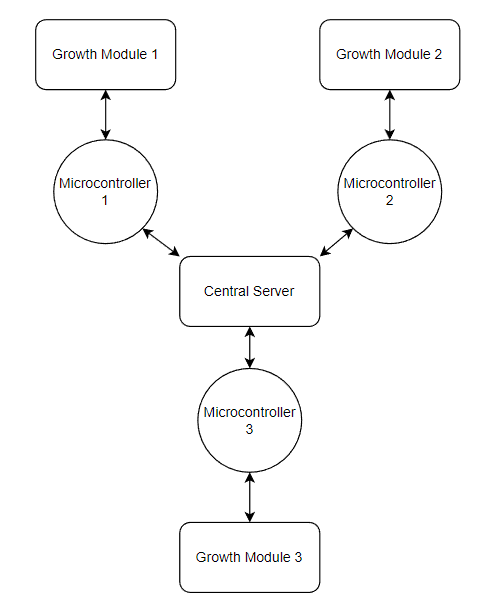 Growth Module 1
Growth Module 2
Microcontroller
1
Microcontroller
2
Central Server
Microcontroller
3
Growth Module 3